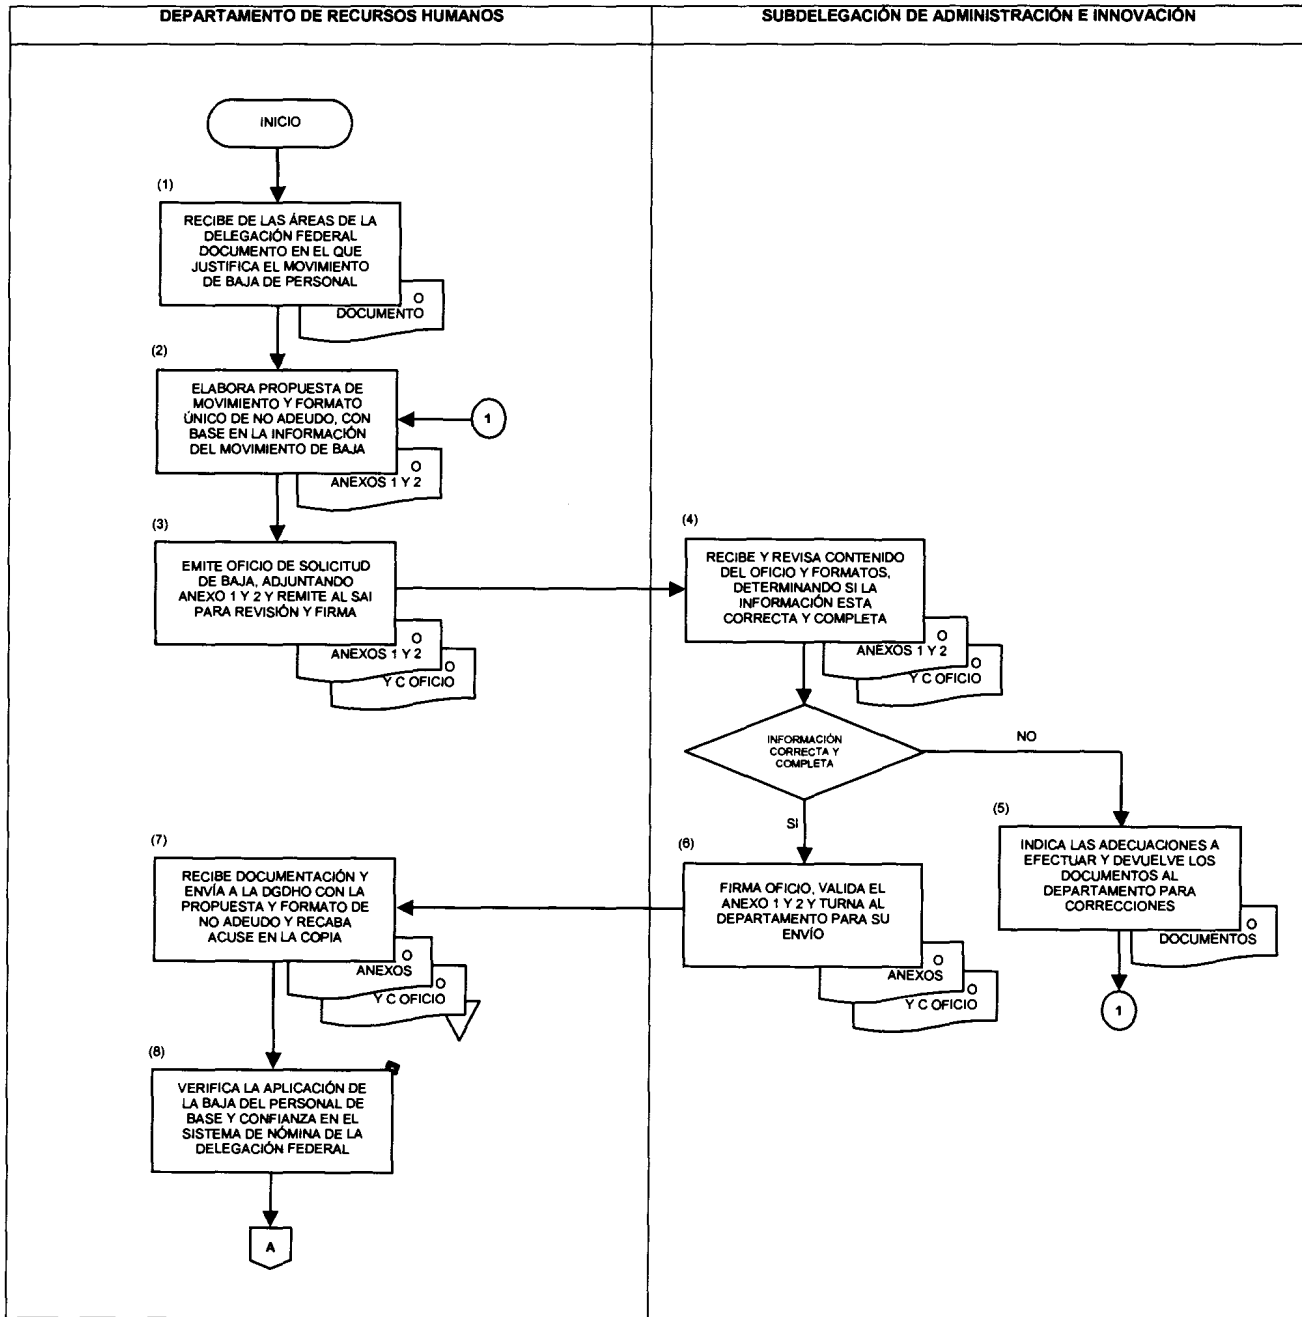 DEPARTAMENTO DE RECURSOS HUMANOS
SUBDELEGACIÓN DE ADMINISTRACIÓN E INNOVACIÓN
INICIO
(1)
RECIBE DE LAS ÁREAS DE LA
DELEGACIÓN FEDERAL
DOCUMENTO EN EL QUE
JUSTIFICA EL MOVIMIENTO
DE BAJA DE PERSONAL
O
DOCUMENTO
(2)
ELABORA PROPUESTA DE
MOVIMIENTO Y FORMATO
ÚNICO DE NO ADEUDO, CON
BASE EN LA INFORMACIÓN
DEL MOVIMIENTO DE BAJA
1
O
ANEXOS 1 Y 2
(3)
EMITE OFICIO DE SOLICITUD
DE BAJA, ADJUNTANDO
ANEXO 1 Y 2 Y REMITE AL SAI
PARA REVISIÓN Y FIRMA
O
ANEXOS 1 Y 2
O
Y C OFICIO
(4)
RECIBE Y REVISA CONTENIDO
DEL OFICIO Y FORMATOS,
DETERMINANDO SI LA
INFORMACIÓN ESTA
CORRECTA Y COMPLETA
O
ANEXOS 1 Y 2
O
Y C OFICIO
INFORMACIÓN
CORRECTA Y
COMPLETA
NO
SI
(5)
INDICA LAS ADECUACIONES A
EFECTUAR Y DEVUELVE LOS
DOCUMENTOS AL
DEPARTAMENTO PARA
CORRECCIONES
O
DOCUMENTOS
1
(6)
FIRMA OFICIO, VALIDA EL
ANEXO 1 Y 2 Y TURNA AL
DEPARTAMENTO PARA SU
ENVÍO
O
ANEXOS
O
Y C OFICIO
(7)
RECIBE DOCUMENTACIÓN Y
ENVÍA A LA DGDHO CON LA
PROPUESTA Y FORMATO DE
NO ADEUDO Y RECABA
ACUSE EN LA COPIA
O
ANEXOS
O
Y C OFICIO
(8)
VERIFICA LA APLICACIÓN DE
LA BAJA DEL PERSONAL DE
BASE Y CONFIANZA EN EL
SISTEMA DE NÓMINA DE LA
DELEGACIÓN FEDERAL
A